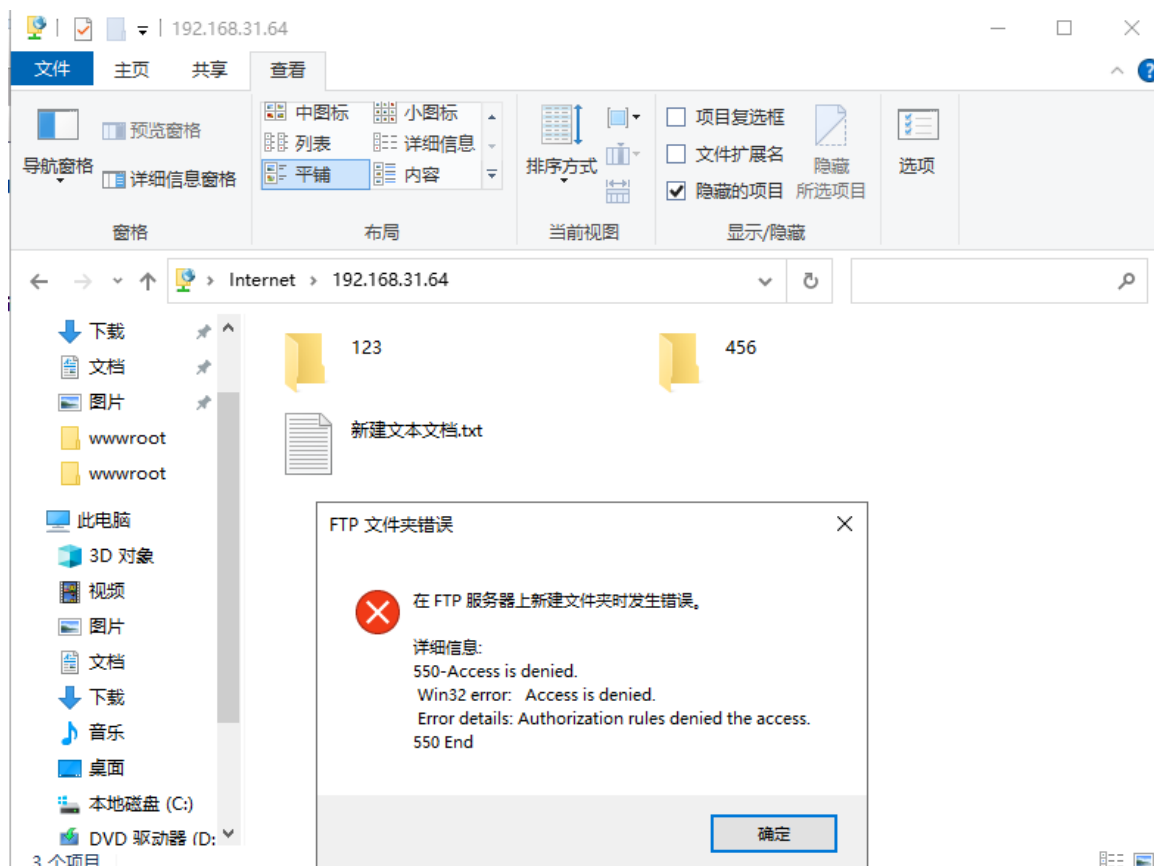 192.168.31.64
文件 主页 共享 查看
中图标 小图标
列表 详细信息
平铺 内容
导航窗格
预览窗格
详细信息窗格
排序方式
项目复选框
文件扩展名
隐藏的项目
隐藏
所选项目
选项
窗格 布局 当前视图 显示/隐藏
Internet 192.168.31.64
下载
文档
图片
wwwroot
wwwroot
此电脑
3D 对象
视频
图片
文档
下载
音乐
桌面
本地磁盘 (C:)
DVD 驱动器 (D:
3 个项目
123
456
新建文本文档.txt
FTP 文件夹错误
在 FTP 服务器上新建文件夹时发生错误。
详细信息:
550-Access is denied.
Win32 error: Access is denied.
Error details: Authorization rules denied the access.
550 End
确定